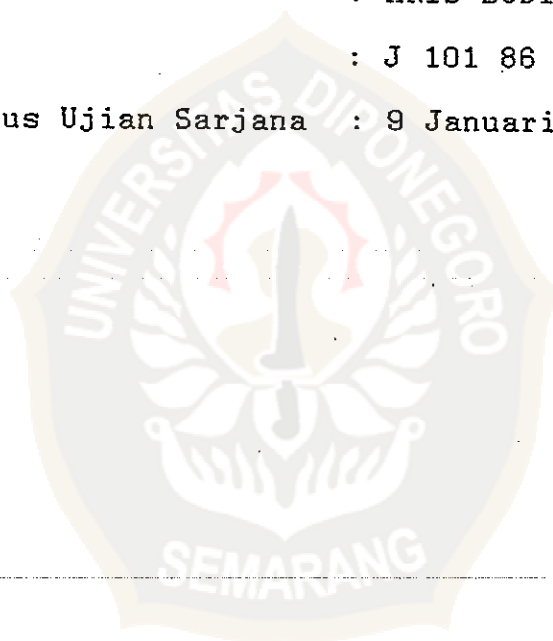 : J 101 86
us Ujian Sarjana : 9 Januari
UNIVERSITAS DIPONEGORO
SEMARANG